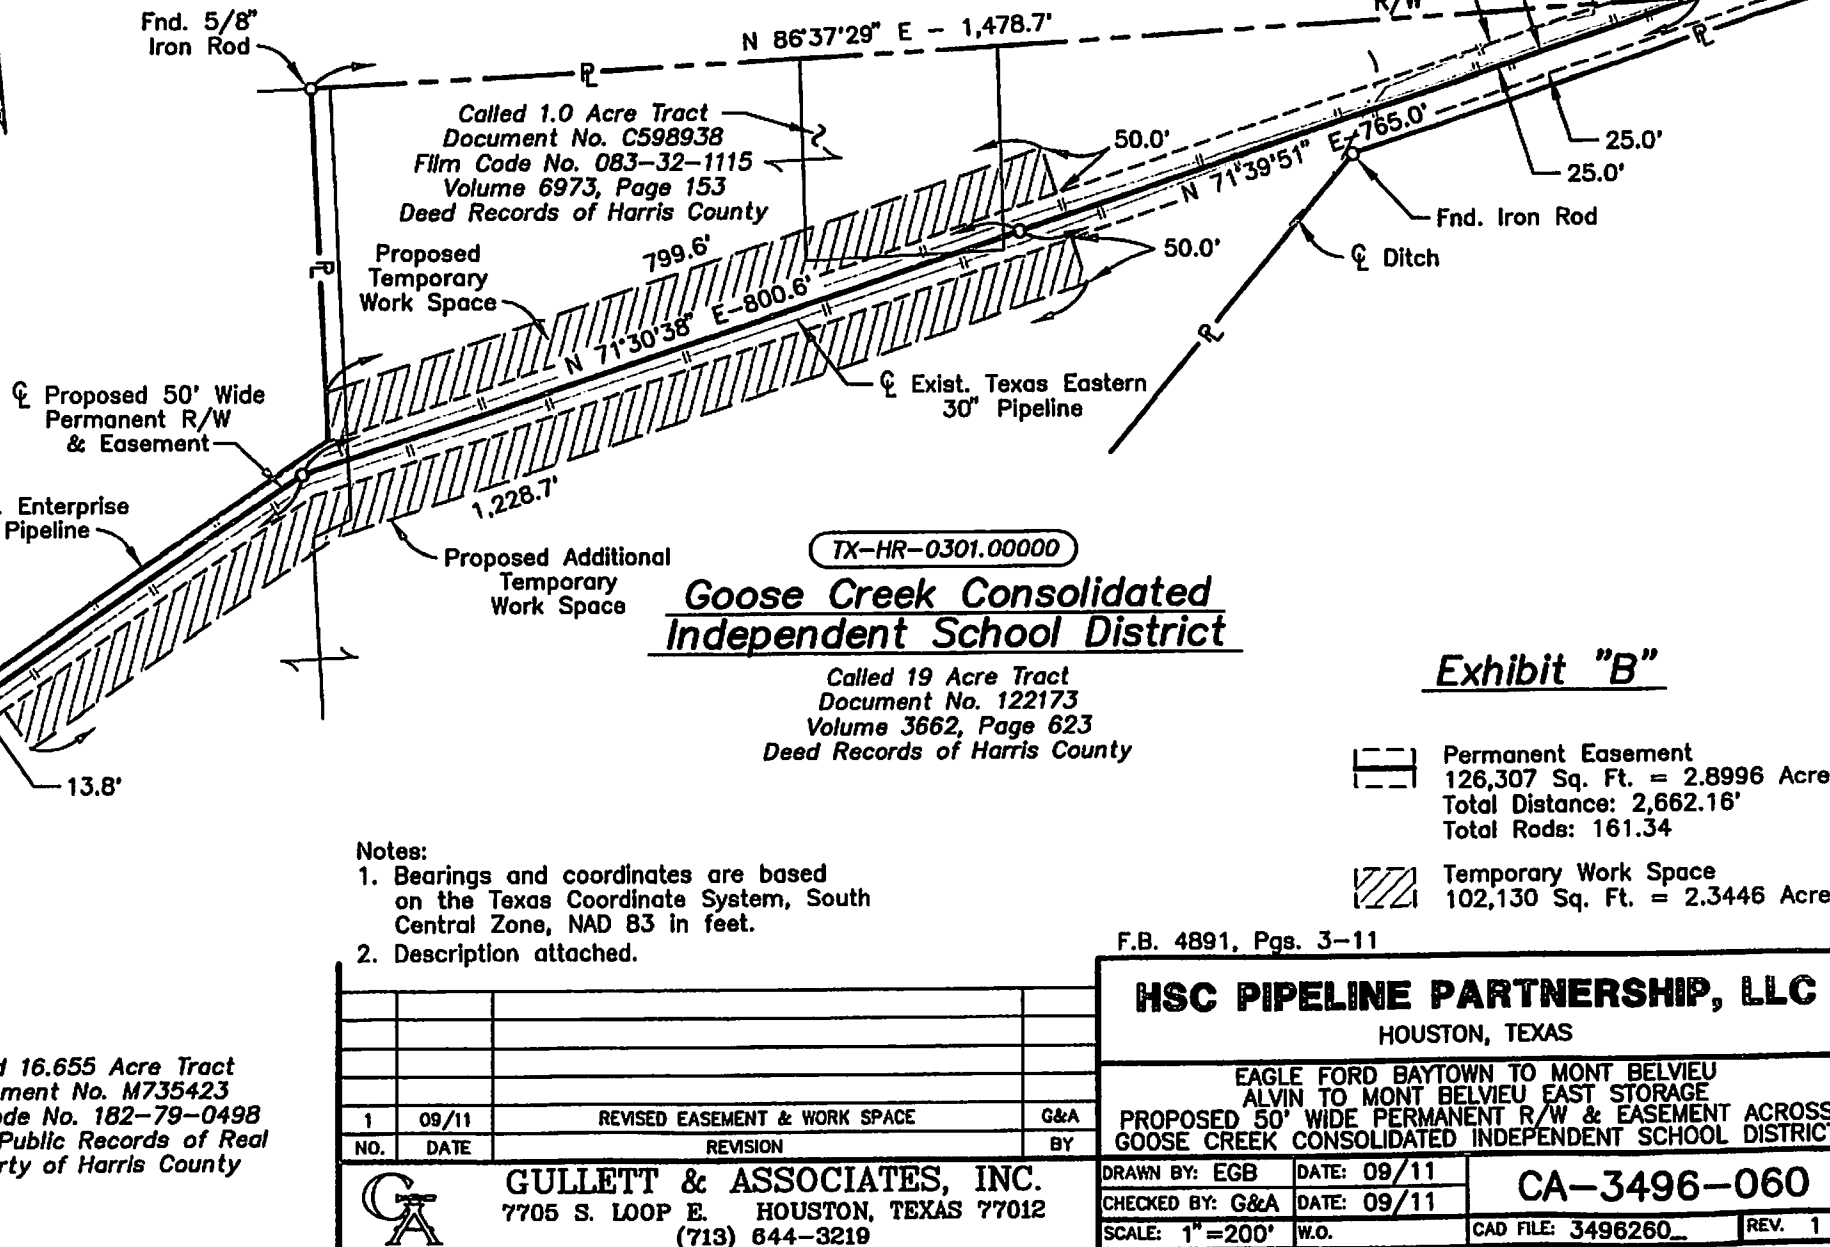 Fnd. 5/8"
Iron Rod
N 86°37'29" E - 1,478.7'
R/W
PL
Called 1.0 Acre Tract
Document No. C598938
Film Code No. 083-32-1115
Volume 6973, Page 153
Deed Records of Harris County
50.0'
N 71°39'51" E-765.0'
25.0'
25.0'
Fnd. Iron Rod
50.0'
CL Ditch
PL
PL
PL
Proposed
Temporary
Work Space
799.6'
N 71°30'38" E-800.6'
CL Exist. Texas Eastern
30" Pipeline
CL Proposed 50' Wide
Permanent R/W
& Easement
. Enterprise
Pipeline
1,228.7'
Proposed Additional
Temporary
Work Space
13.8'
TX-HR-0301.00000
Goose Creek Consolidated
Independent School District
Called 19 Acre Tract
Document No. 122173
Volume 3662, Page 623
Deed Records of Harris County
Exhibit "B"
Permanent Easement
126,307 Sq. Ft. = 2.8996 Acre
Total Distance: 2,662.16'
Total Rods: 161.34
Temporary Work Space
102,130 Sq. Ft. = 2.3446 Acre
Notes:
1. Bearings and coordinates are based
on the Texas Coordinate System, South
Central Zone, NAD 83 in feet.
2. Description attached.
F.B. 4891, Pgs. 3-11
d 16.655 Acre Tract
ment No. M735423
ode No. 182-79-0498
Public Records of Real
rty of Harris County
1 09/11 REVISED EASEMENT & WORK SPACE G&A
NO. DATE REVISION BY
GA
GULLETT & ASSOCIATES, INC.
7705 S. LOOP E. HOUSTON, TEXAS 77012
(713) 644-3219
HSC PIPELINE PARTNERSHIP, LLC
HOUSTON, TEXAS
EAGLE FORD BAYTOWN TO MONT BELVIEU
ALVIN TO MONT BELVIEU EAST STORAGE
PROPOSED 50' WIDE PERMANENT R/W & EASEMENT ACROSS
GOOSE CREEK CONSOLIDATED INDEPENDENT SCHOOL DISTRICT
DRAWN BY: EGB DATE: 09/11
CHECKED BY: G&A DATE: 09/11
CA-3496-060
SCALE: 1"=200' W.O. CAD FILE: 3496260_ REV. 1